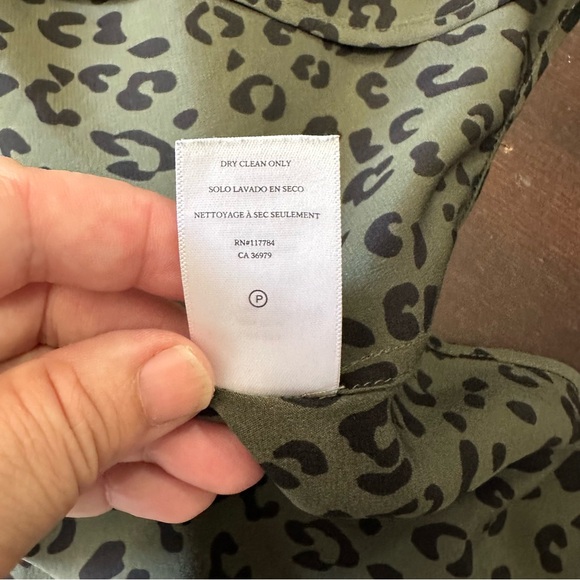 DRY CLEAN ONLY
SOLO LAVADO EN SECO
NETTOYAGE À SEC SEULEMENT
RN#117784
CA 36979
P